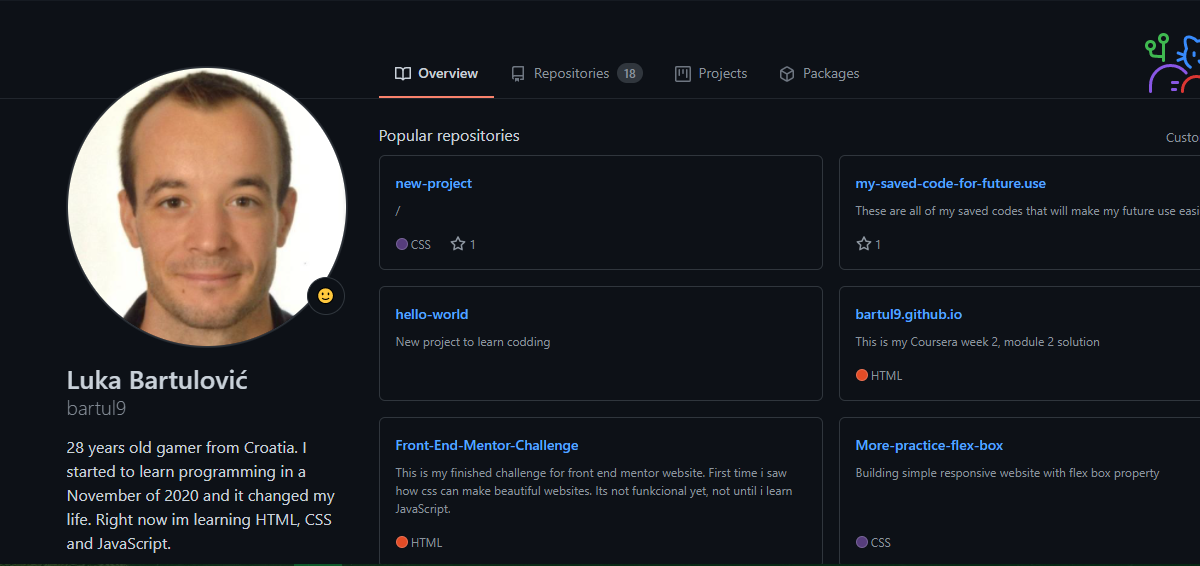 Overview Repositories 18 Projects Packages
Popular repositories
Custo
new-project
/
CSS 1
my-saved-code-for-future.use
These are all of my saved codes that will make my future use easi
1
hello-world
New project to learn codding
bartul9.github.io
This is my Coursera week 2, module 2 solution
HTML
Front-End-Mentor-Challenge
This is my finished challenge for front end mentor website. First time i saw
how css can make beautiful websites. Its not funkcional yet, not until i learn
JavaScript.
HTML
More-practice-flex-box
Building simple responsive website with flex box property
CSS
Luka Bartulović
bartul9
28 years old gamer from Croatia. I
started to learn programming in a
November of 2020 and it changed my
life. Right now im learning HTML, CSS
and JavaScript.